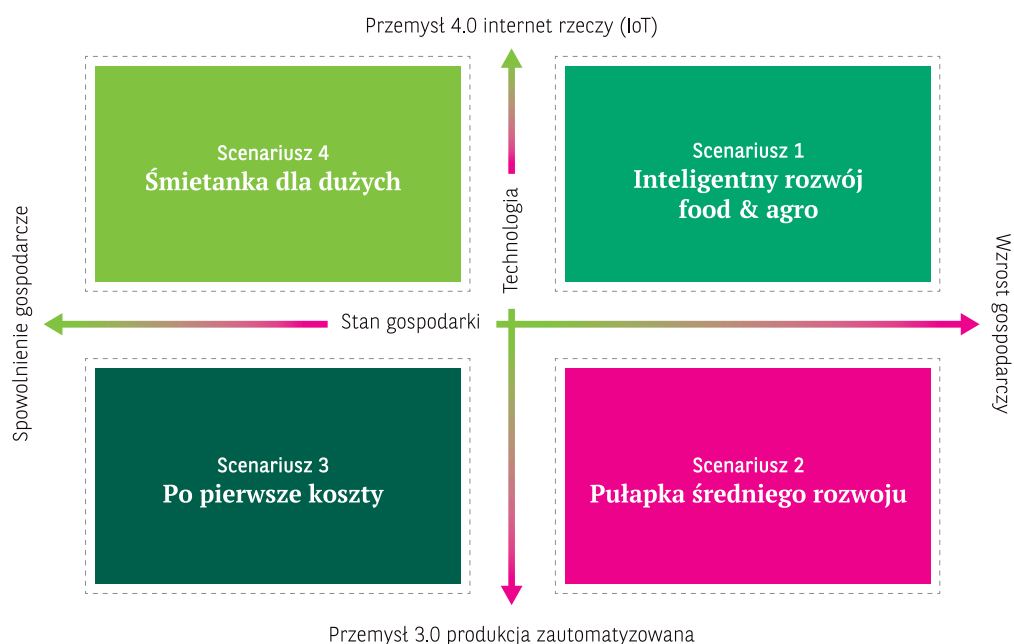 Przemysł 4.0 internet rzeczy (IoT)
Scenariusz 4
Śmietanka dla dużych
Scenariusz 1
Inteligentny rozwój
food & agro
Technologia
Spowolnienie gospodarcze
Stan gospodarki
Wzrost gospodarczy
Scenariusz 3
Po pierwsze koszty
Scenariusz 2
Pułapka średniego rozwoju
Przemysł 3.0 produkcja zautomatyzowana